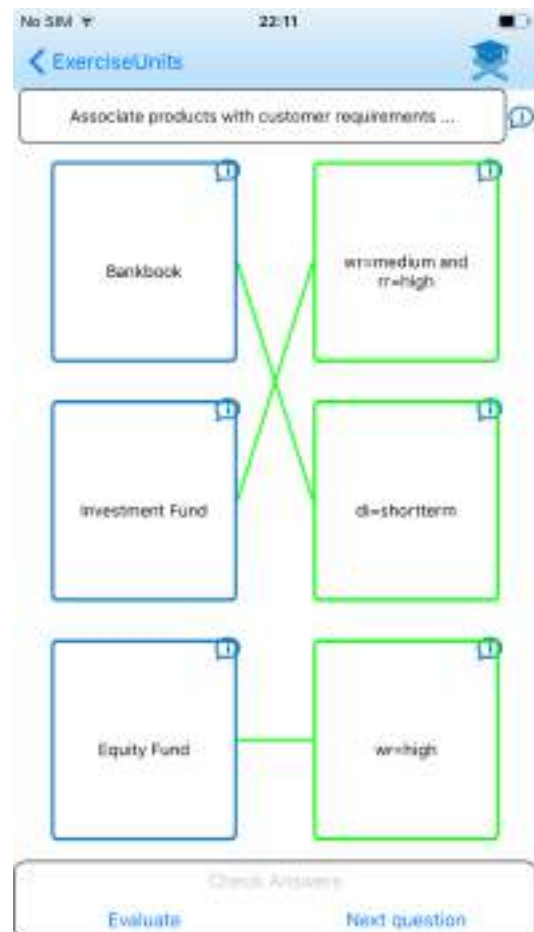 No SIM 22:11
ExerciseUnits
Associate products with customer requirements ...
Bankbook
wr=medium and
rr=high
Investment Fund
di=shortterm
Equity Fund
wr=high
Check Answers
Evaluate Next question